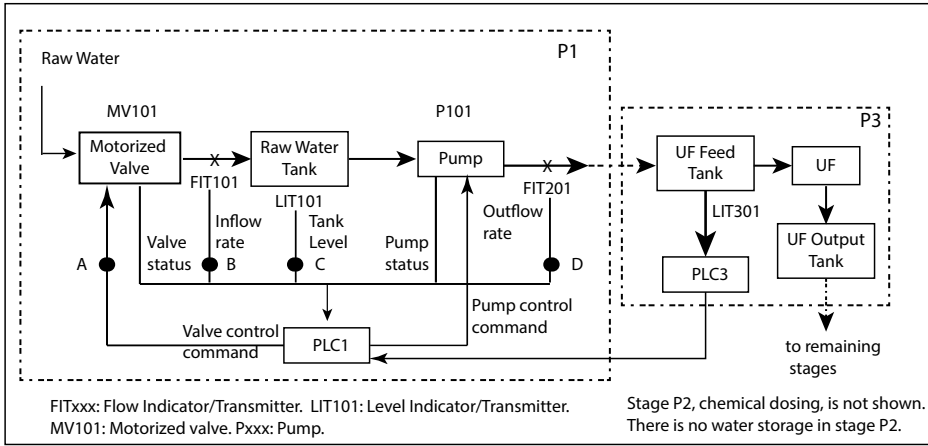 P1
Raw Water
MV101
P101
P3
Motorized
Valve
X
Raw Water
Tank
Pump
X
UF Feed
Tank
UF
FIT101
FIT201
LIT101
Tank
Level
Inflow
rate
Outflow
rate
LIT301
Valve
status
Pump
status
UF Output
Tank
A
B
C
D
PLC3
Pump control
command
Valve control
command
PLC1
to remaining
stages
FITxxx: Flow Indicator/Transmitter. LIT101: Level Indicator/Transmitter.
MV101: Motorized valve. Pxxx: Pump.
Stage P2, chemical dosing, is not shown.
There is no water storage in stage P2.